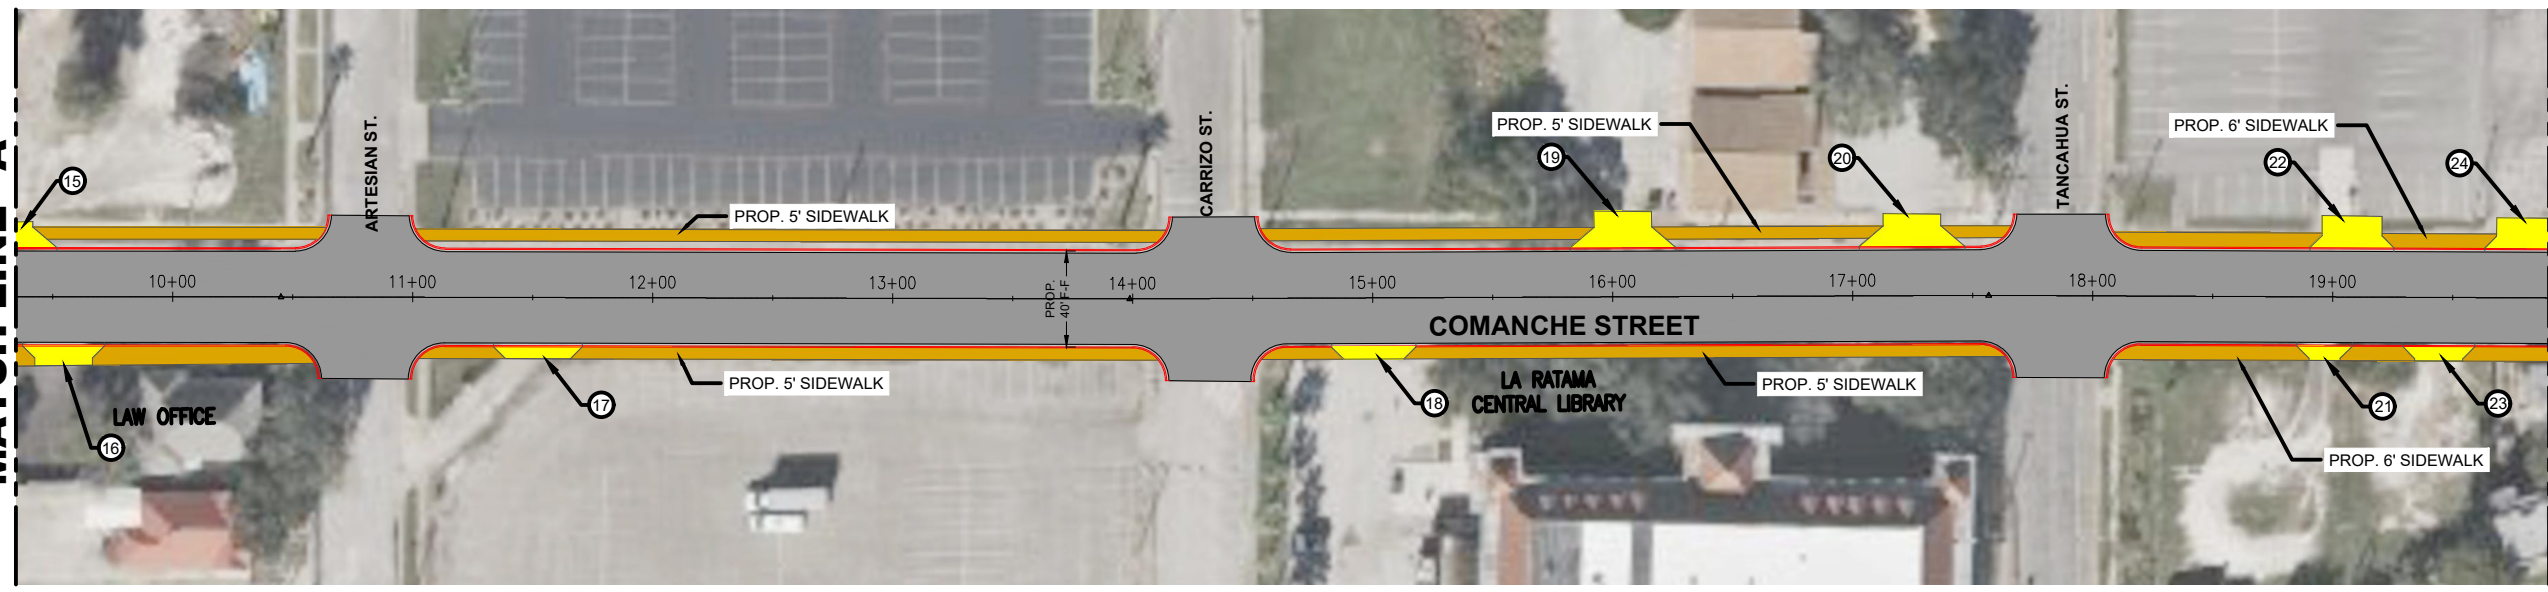 ARTESIAN ST.
CARRIZO ST.
TANCAHUA ST.
PROP. 5' SIDEWALK
PROP. 6' SIDEWALK
19
20
22
24
15
PROP. 5' SIDEWALK
10+00
11+00
12+00
13+00
14+00
15+00
16+00
17+00
18+00
19+00
PROP.
40' F-F
COMANCHE STREET
PROP. 5' SIDEWALK
LA RATAMA
CENTRAL LIBRARY
PROP. 5' SIDEWALK
17
18
21
23
LAW OFFICE
16
PROP. 6' SIDEWALK